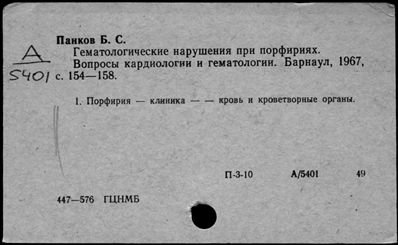 Панков Б. С.
А
5401
Гематологические нарушения при порфириях.
Вопросы кардиологии и гематологии. Барнаул, 1967,
с. 154—158.
1. Порфирия — клиника — — кровь и кроветворные органы.
П-3-10 А/5401 49
447—576 ГЦНМБ